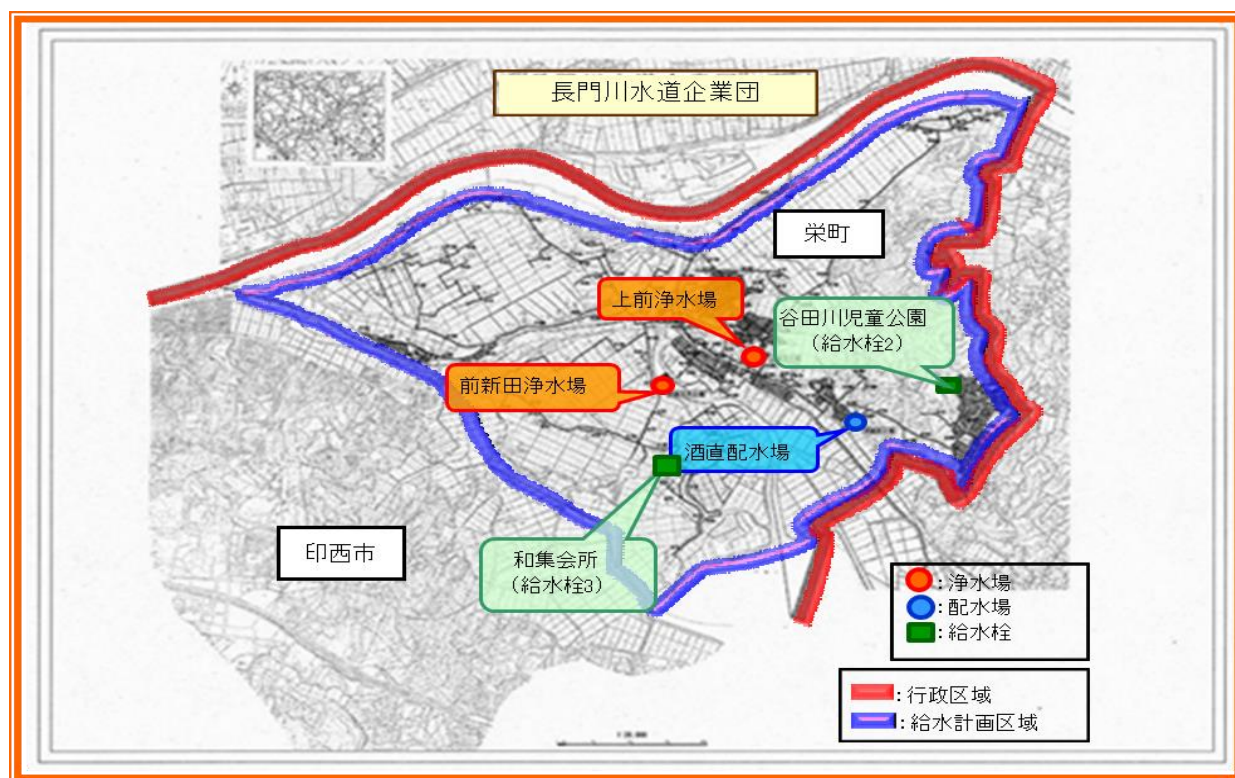 長門川水道企業団
栄町
上前浄水場
谷田川児童公園
（給水栓2）
前新田浄水場
酒直配水場
印西市
和集会所
（給水栓3）
：浄水場
：配水場
：給水栓
：行政区域
：給水計画区域